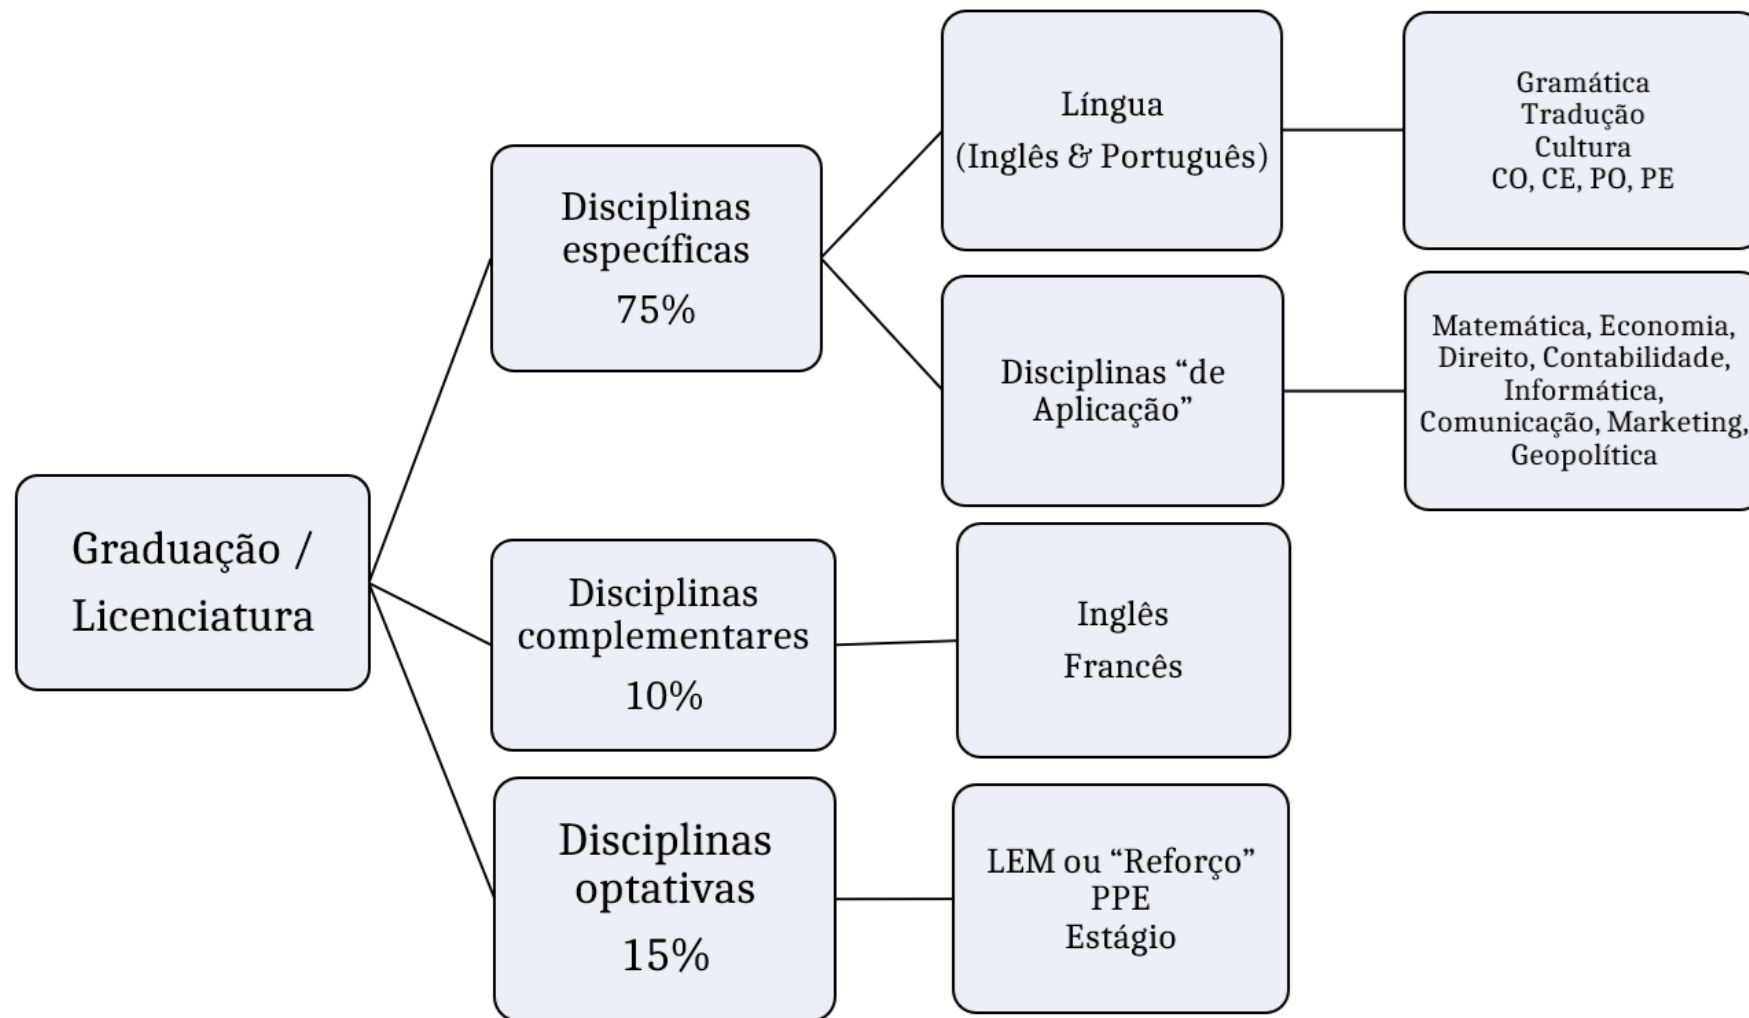 Graduação /
Licenciatura
Disciplinas
específicas
75%
Língua
(Inglês & Português)
Gramática
Tradução
Cultura
CO, CE, PO, PE
Disciplinas “de
Aplicação”
Matemática, Economia,
Direito, Contabilidade,
Informática,
Comunicação, Marketing,
Geopolítica
Disciplinas
complementares
10%
Inglês
Francês
Disciplinas
optativas
15%
LEM ou “Reforço”
PPE
Estágio